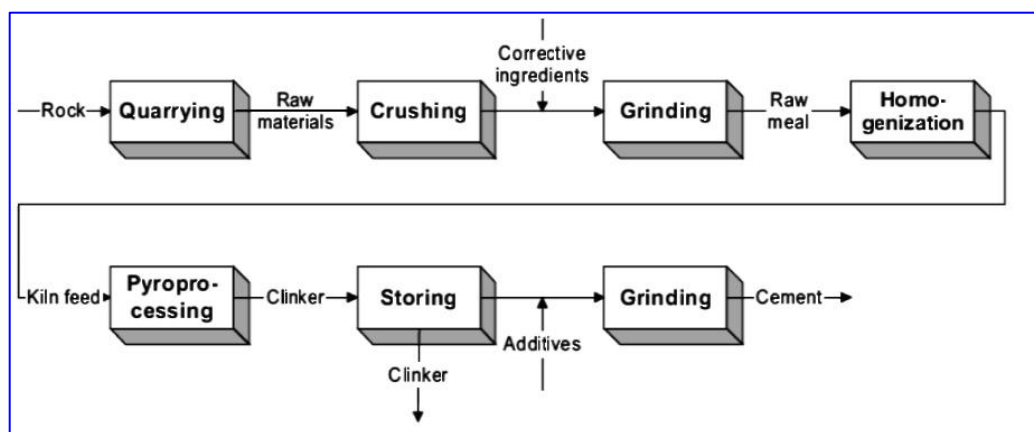 Corrective
ingredients
Rock
Quarrying
Raw
materials
Crushing
Grinding
Raw
meal
Homo-
genization
Kiln feed
Pyropro-
cessing
Clinker
Storing
Additives
Grinding
Cement
Clinker